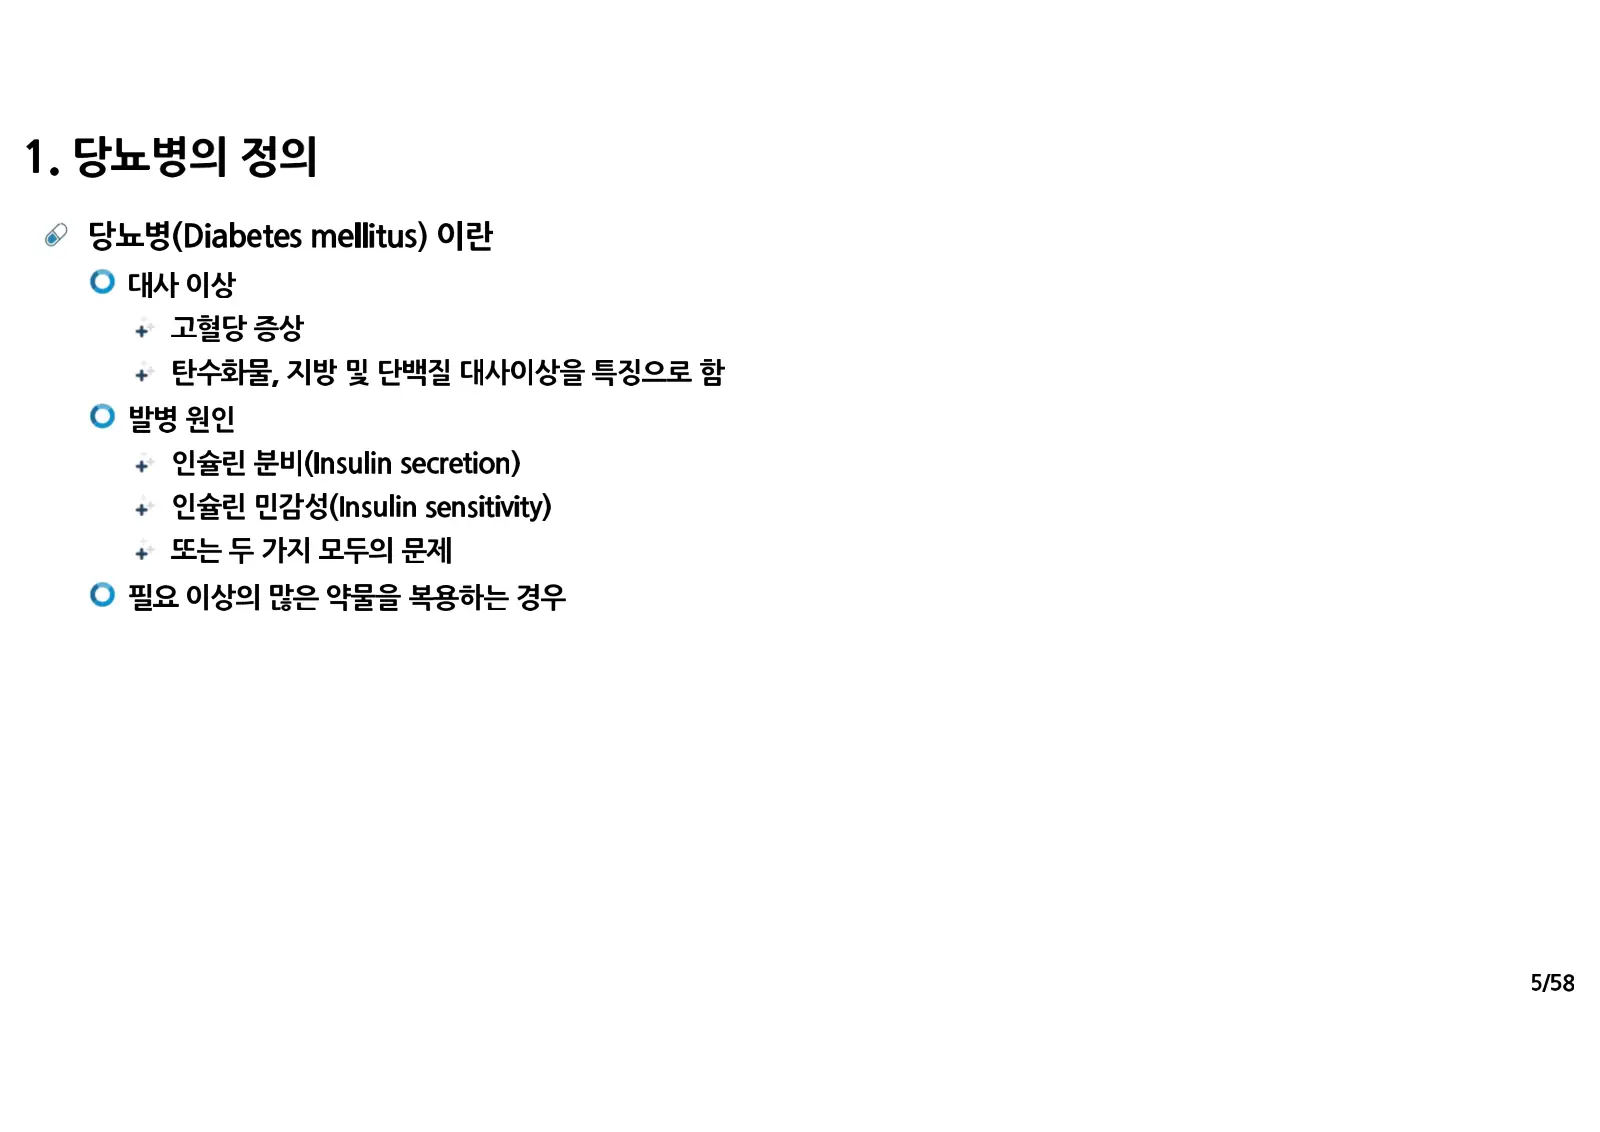 1. 당뇨병의 정의
당뇨병(Diabetes mellitus) 이란
대사 이상
고혈당 증상
탄수화물, 지방 및 단백질 대사이상을 특징으로 함
발병 원인
인슐린 분비(Insulin secretion)
인슐린 민감성(Insulin sensitivity)
또는 두 가지 모두의 문제
필요 이상의 많은 약물을 복용하는 경우
5/58